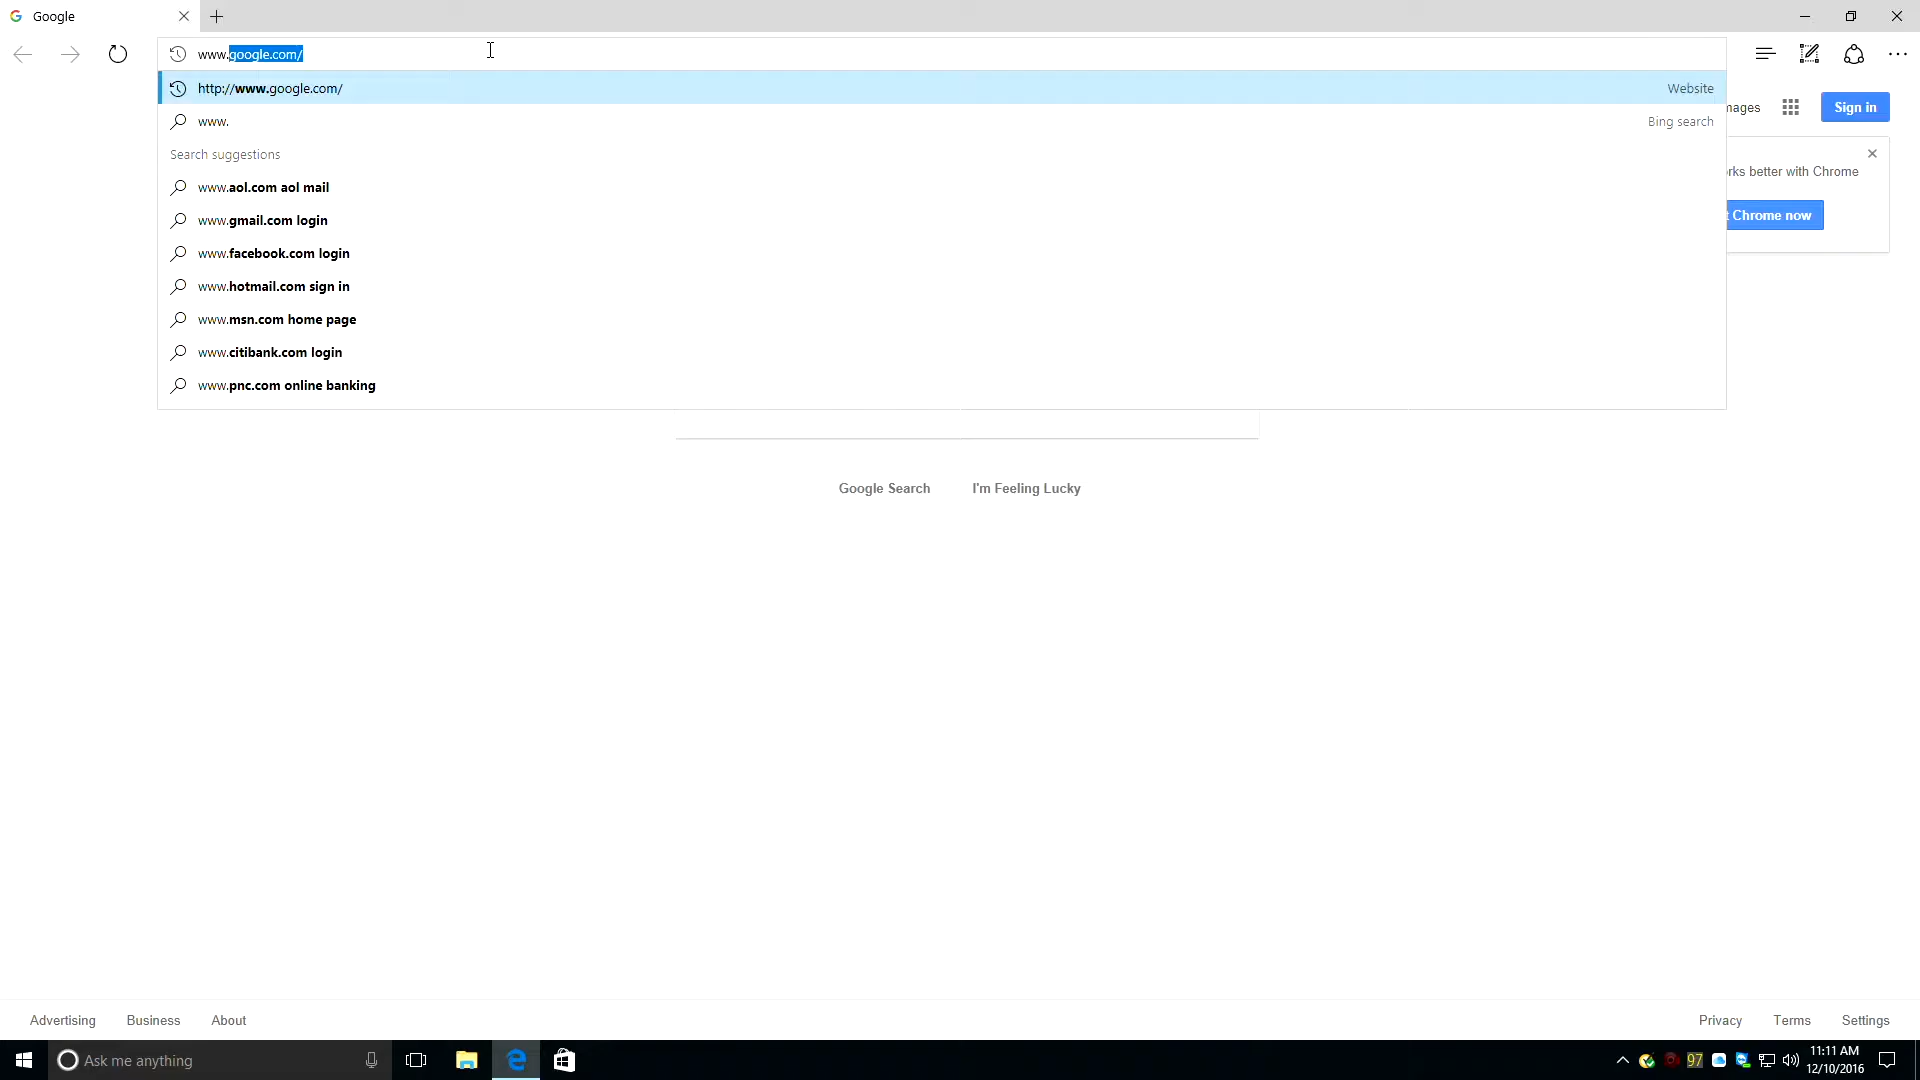 Google
www.google.com/
http://www.google.com/ Website
www. Bing search
Search suggestions
www.aol.com aol mail
www.gmail.com login
www.facebook.com login
www.hotmail.com sign in
www.msn.com home page
www.citibank.com login
www.pnc.com online banking
mages Sign in
rks better with Chrome
t Chrome now
Google Search I'm Feeling Lucky
Advertising Business About Privacy Terms Settings
Ask me anything 97 11:11 AM
12/10/2016